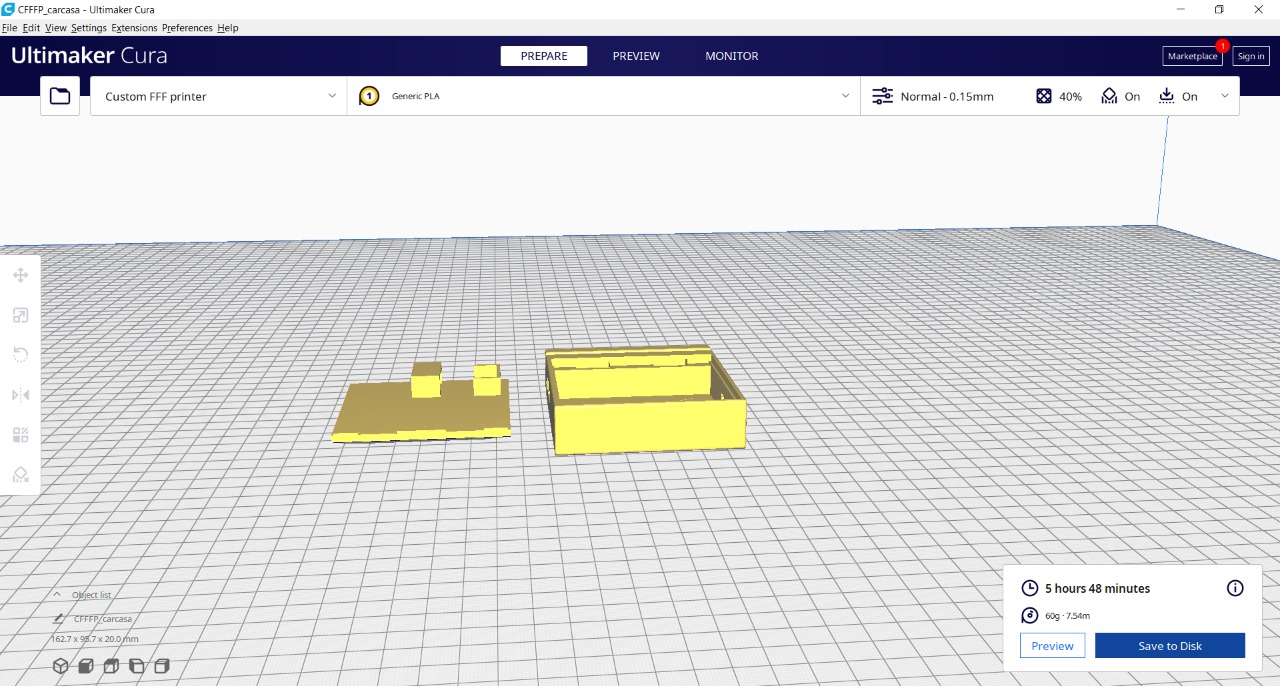 CFFFP_carcasa - Ultimaker Cura
File Edit View Settings Extensions Preferences Help
Ultimaker Cura
PREPARE PREVIEW MONITOR
Marketplace 1 Sign in
Custom FFF printer 1 Generic PLA Normal - 0.15mm 40% On On
Object list
CFFFP_carcasa
162.7 x 95.7 x 20.0 mm
5 hours 48 minutes
60g · 7.54m
Preview Save to Disk